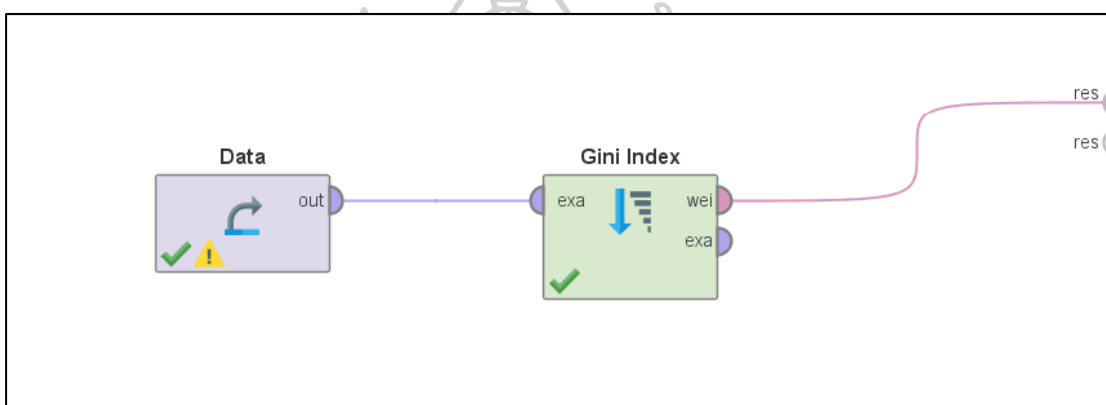 res
res
Data
Gini Index
out
exa
wei
exa